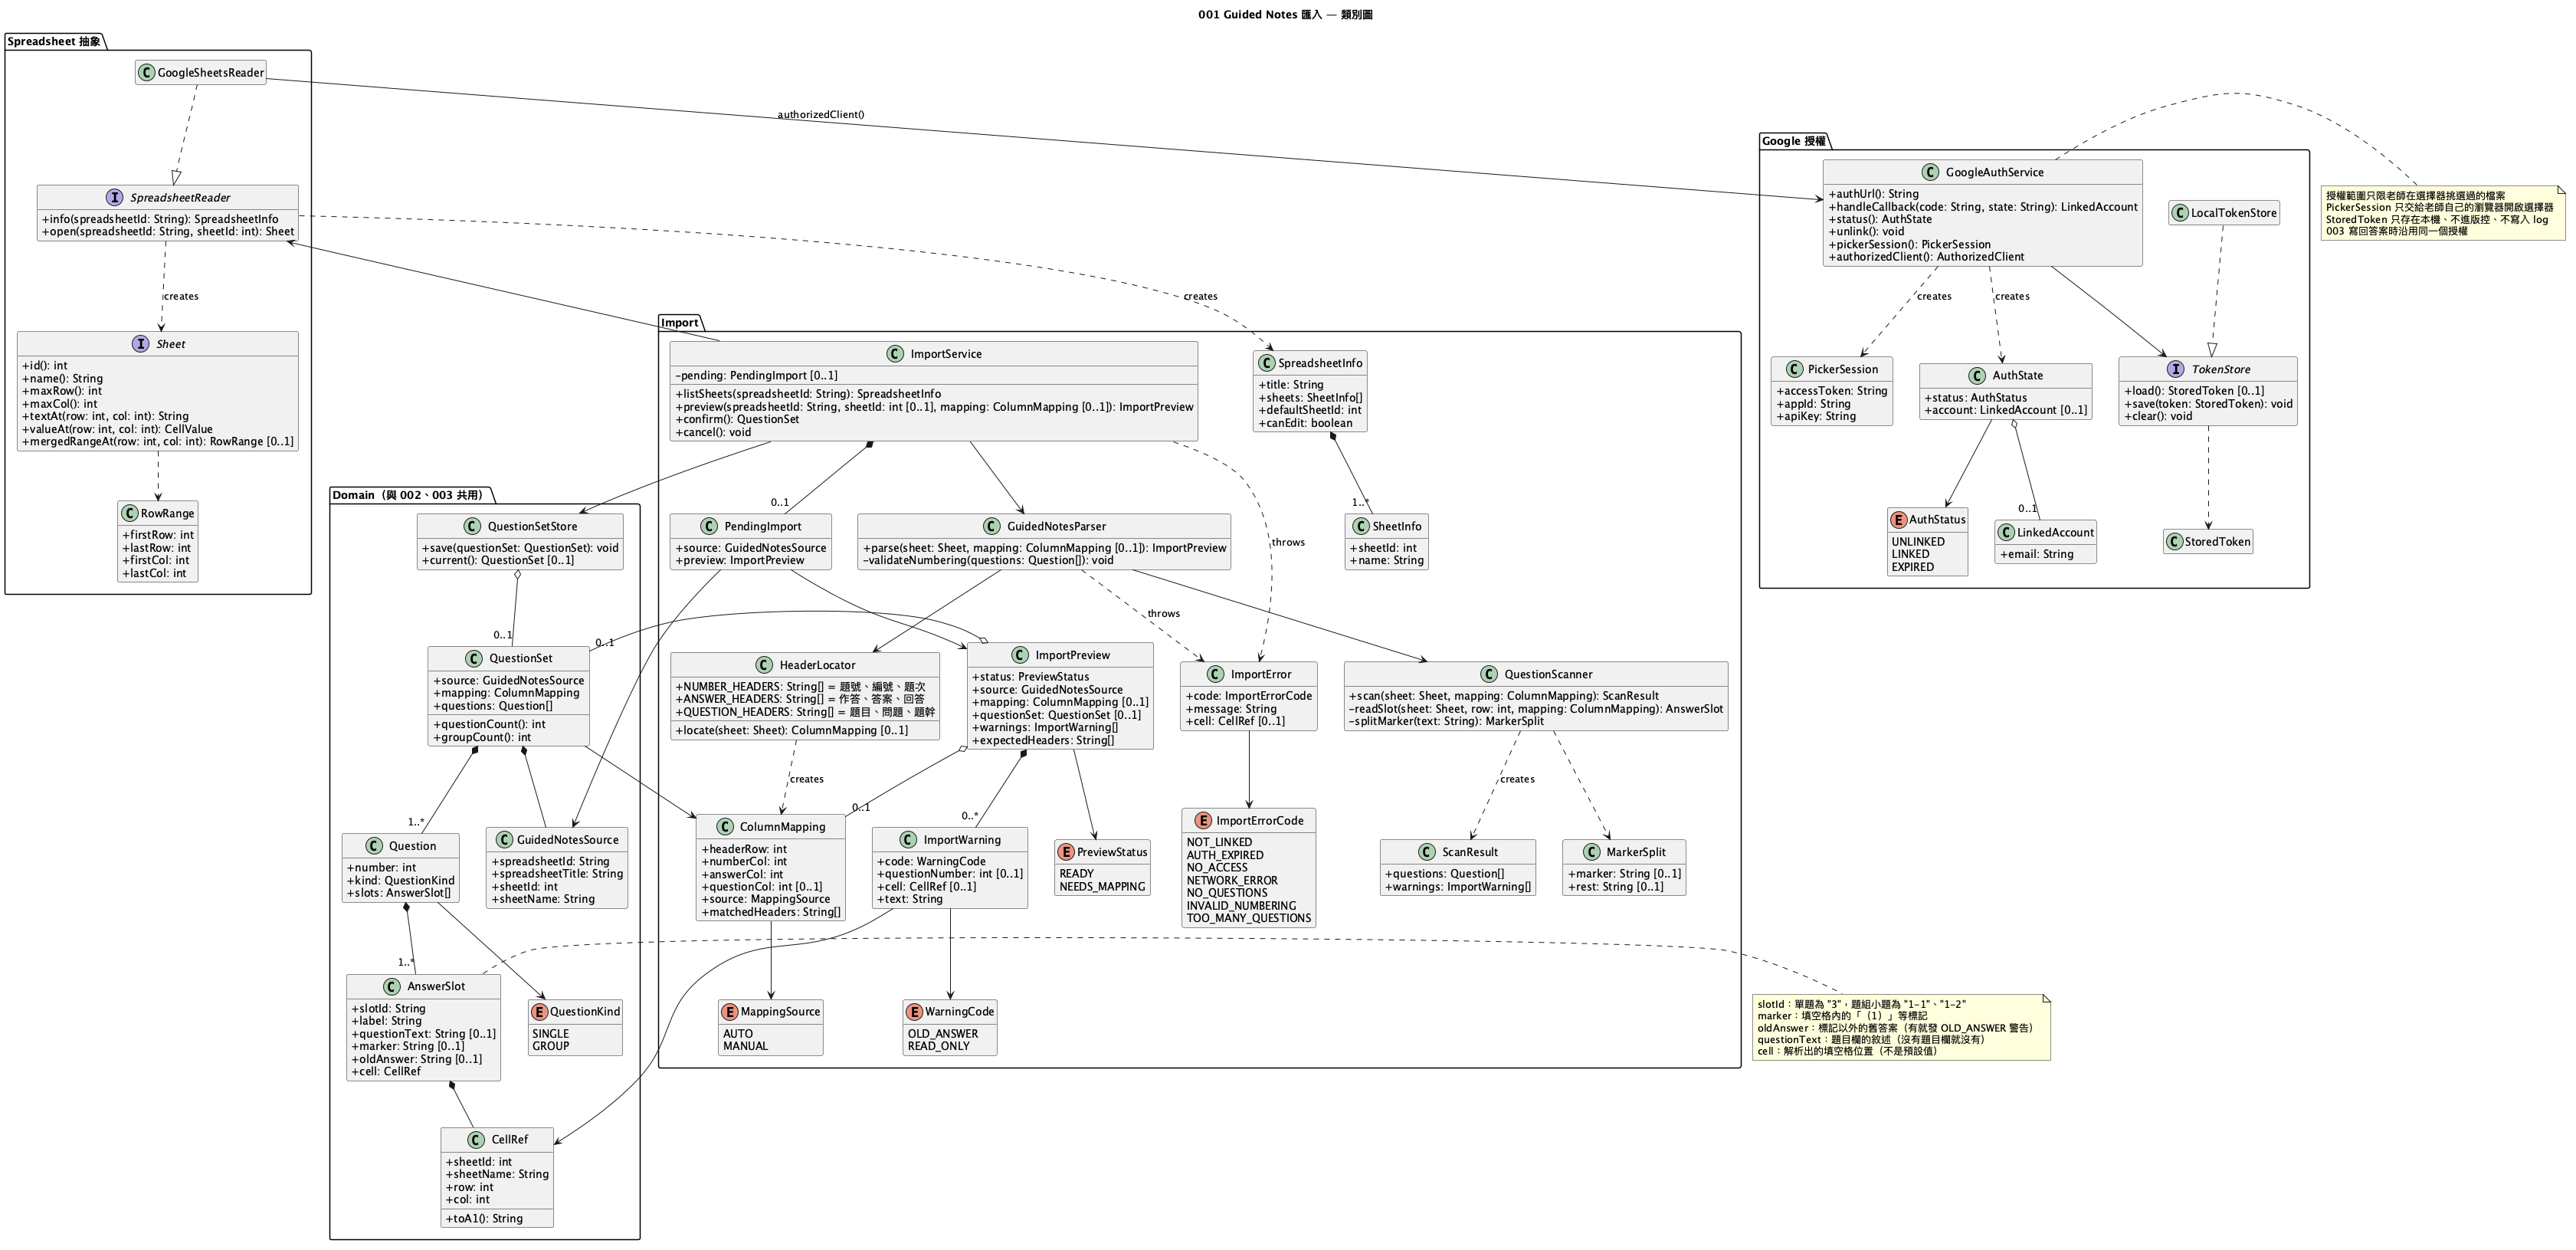 001 Guided Notes 匯入 — 類別圖
Spreadsheet 抽象
GoogleSheetsReader
authorizedClient()
SpreadsheetReader
+info(spreadsheetId: String): SpreadsheetInfo
+open(spreadsheetId: String, sheetId: int): Sheet
creates
Sheet
+id(): int
+name(): String
+maxRow(): int
+maxCol(): int
+textAt(row: int, col: int): String
+valueAt(row: int, col: int): CellValue
+mergedRangeAt(row: int, col: int): RowRange [0..1]
RowRange
+firstRow: int
+lastRow: int
+firstCol: int
+lastCol: int
Google 授權
GoogleAuthService
+authUrl(): String
+handleCallback(code: String, state: String): LinkedAccount
+status(): AuthState
+unlink(): void
+pickerSession(): PickerSession
+authorizedClient(): AuthorizedClient
LocalTokenStore
授權範圍只限老師在選擇器挑選過的檔案
PickerSession 只交給老師自己的瀏覽器開啟選擇器
StoredToken 只存在本機、不進版控、不寫入 log
003 寫回答案時沿用同一個授權
creates
creates
PickerSession
+accessToken: String
+appId: String
+apiKey: String
AuthState
+status: AuthStatus
+account: LinkedAccount [0..1]
TokenStore
+load(): StoredToken [0..1]
+save(token: StoredToken): void
+clear(): void
0..1
AuthStatus
UNLINKED
LINKED
EXPIRED
LinkedAccount
+email: String
StoredToken
Import
creates
ImportService
-pending: PendingImport [0..1]
+listSheets(spreadsheetId: String): SpreadsheetInfo
+preview(spreadsheetId: String, sheetId: int [0..1], mapping: ColumnMapping [0..1]): ImportPreview
+confirm(): QuestionSet
+cancel(): void
SpreadsheetInfo
+title: String
+sheets: SheetInfo[]
+defaultSheetId: int
+canEdit: boolean
0..1
1..*
PendingImport
+source: GuidedNotesSource
+preview: ImportPreview
GuidedNotesParser
+parse(sheet: Sheet, mapping: ColumnMapping [0..1]): ImportPreview
-validateNumbering(questions: Question[]): void
throws
SheetInfo
+sheetId: int
+name: String
throws
HeaderLocator
+NUMBER_HEADERS: String[] = 題號、編號、題次
+ANSWER_HEADERS: String[] = 作答、答案、回答
+QUESTION_HEADERS: String[] = 題目、問題、題幹
+locate(sheet: Sheet): ColumnMapping [0..1]
ImportPreview
+status: PreviewStatus
+source: GuidedNotesSource
+mapping: ColumnMapping [0..1]
+questionSet: QuestionSet [0..1]
+warnings: ImportWarning[]
+expectedHeaders: String[]
ImportError
+code: ImportErrorCode
+message: String
+cell: CellRef [0..1]
QuestionScanner
+scan(sheet: Sheet, mapping: ColumnMapping): ScanResult
-readSlot(sheet: Sheet, row: int, mapping: ColumnMapping): AnswerSlot
-splitMarker(text: String): MarkerSplit
creates
creates
0..1
0..*
ColumnMapping
+headerRow: int
+numberCol: int
+answerCol: int
+questionCol: int [0..1]
+source: MappingSource
+matchedHeaders: String[]
ImportWarning
+code: WarningCode
+questionNumber: int [0..1]
+cell: CellRef [0..1]
+text: String
PreviewStatus
READY
NEEDS_MAPPING
ImportErrorCode
NOT_LINKED
AUTH_EXPIRED
NO_ACCESS
NETWORK_ERROR
NO_QUESTIONS
INVALID_NUMBERING
TOO_MANY_QUESTIONS
ScanResult
+questions: Question[]
+warnings: ImportWarning[]
MarkerSplit
+marker: String [0..1]
+rest: String [0..1]
MappingSource
AUTO
MANUAL
WarningCode
OLD_ANSWER
READ_ONLY
Domain（與 002、003 共用）
QuestionSetStore
+save(questionSet: QuestionSet): void
+current(): QuestionSet [0..1]
0..1
0..1
QuestionSet
+source: GuidedNotesSource
+mapping: ColumnMapping
+questions: Question[]
+questionCount(): int
+groupCount(): int
1..*
Question
+number: int
+kind: QuestionKind
+slots: AnswerSlot[]
GuidedNotesSource
+spreadsheetId: String
+spreadsheetTitle: String
+sheetId: int
+sheetName: String
1..*
AnswerSlot
+slotId: String
+label: String
+questionText: String [0..1]
+marker: String [0..1]
+oldAnswer: String [0..1]
+cell: CellRef
QuestionKind
SINGLE
GROUP
CellRef
+sheetId: int
+sheetName: String
+row: int
+col: int
+toA1(): String
slotId：單題為 "3"，題組小題為 "1-1"、"1-2"
marker：填空格內的「（1）」等標記
oldAnswer：標記以外的舊答案（有就發 OLD_ANSWER 警告）
questionText：題目欄的敘述（沒有題目欄就沒有）
cell：解析出的填空格位置（不是預設值）